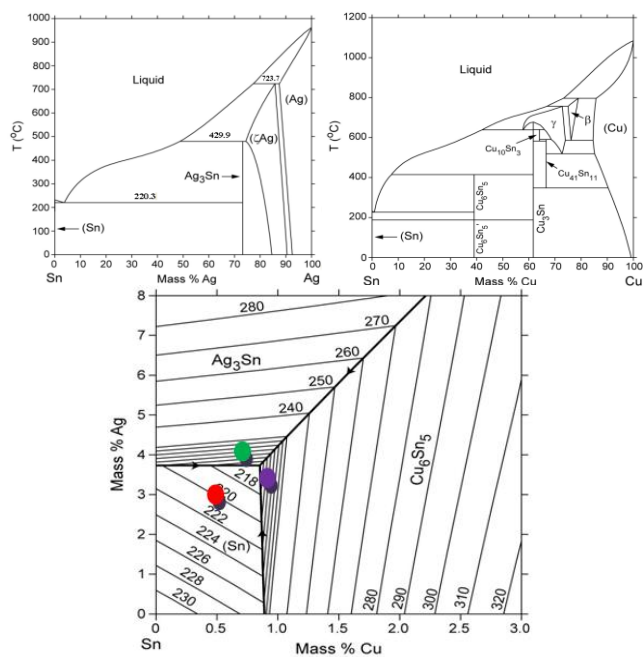 1000
900
800
700
600
500
400
300
200
100
0
T (°C)
Liquid
723.7
(Ag)
429.9
(ζAg)
Ag3Sn
220.3
(Sn)
0 10 20 30 40 50 60 70 80 90 100
Sn Mass % Ag Ag
1200
1000
800
600
400
200
0
T (°C)
Liquid
γ
β
(Cu)
Cu10Sn3
Cu41Sn11
Cu6Sn5
Cu3Sn
Cu6Sn5'
(Sn)
0 10 20 30 40 50 60 70 80 90 100
Sn Mass % Cu Cu
8
7
6
5
4
3
2
1
0
Mass % Ag
280
270
Ag3Sn
260
250
240
Cu6Sn5
218
220
222
224
(Sn)
226
228
230
280 290 300 310 320
0 0.5 1.0 1.5 2.0 2.5 3.0
Sn Mass % Cu